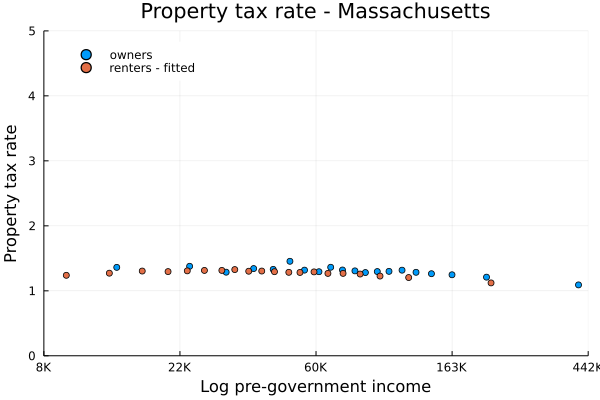 Property tax rate - Massachusetts
owners
renters - fitted
Property tax rate
5
4
3
2
1
0
8K 22K 60K 163K 442K
Log pre-government income